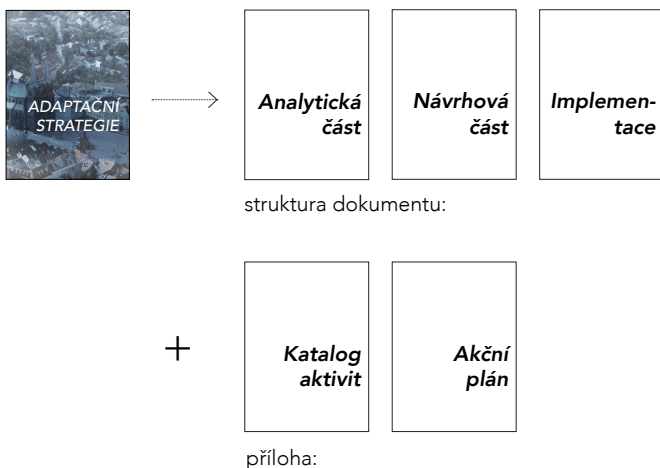 ADAPTAČNÍ
STRATEGIE
Analytická
část
Návrhová
část
Implemen-
tace
struktura dokumentu:
+
Katalog
aktivit
Akční
plán
příloha: